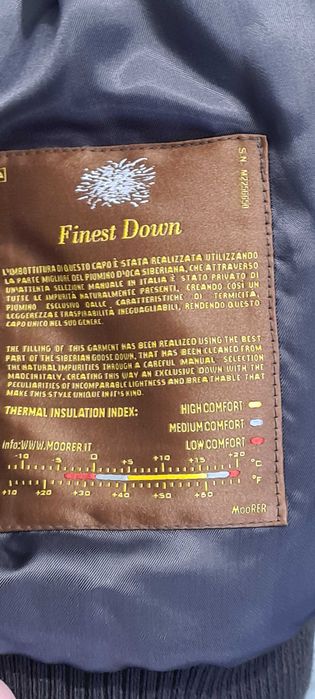 Finest Down
L'IMBOTTITURA DI QUESTO CAPO È STATA REALIZZATA UTILIZZANDO
LA PARTE MIGLIORE DEL PIUMINO D'OCA SIBERIANA, CHE ATTRAVERSO
UN'ATTENTA SELEZIONE MANUALE IN ITALIA È STATO PRIVATO DI
TUTTE LE IMPURITÀ NATURALMENTE PRESENTI, CREANDO COSÌ UN
PIUMINO ESCLUSIVO DALLE CARATTERISTICHE DI TERMICITÀ,
LEGGEREZZA E TRASPIRABILITÀ INEGUAGLIABILI, RENDENDO QUESTO
CAPO UNICO NEL SUO GENERE.
THE FILLING OF THIS GARMENT HAS BEEN REALIZED USING THE BEST
PART OF THE SIBERIAN GOOSE DOWN, THAT HAS BEEN CLEANED FROM
THE NATURAL IMPURITIES THROUGH A CAREFUL MANUAL SELECTION
MADE IN ITALY, CREATING THIS WAY AN EXCLUSIVE DOWN WITH THE
PECULIARITIES OF INCOMPARABLE LIGHTNESS AND BREATHABLE THAT
MAKE THIS STYLE UNIQUE IN IT'S KIND.
THERMAL INSULATION INDEX:
HIGH COMFORT
MEDIUM COMFORT
LOW COMFORT
info:WWW.MOORER.IT
-10 -5 0 +5 +10 +15 +20 °C
+10 +20 +30 +40 +50 +60 °F
MooRER